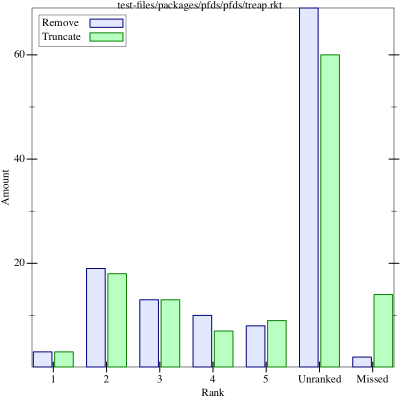 test-files/packages/pfds/pfds/treap.rkt
Remove
Truncate
60
40
20
Amount
1 2 3 4 5 Unranked Missed
Rank